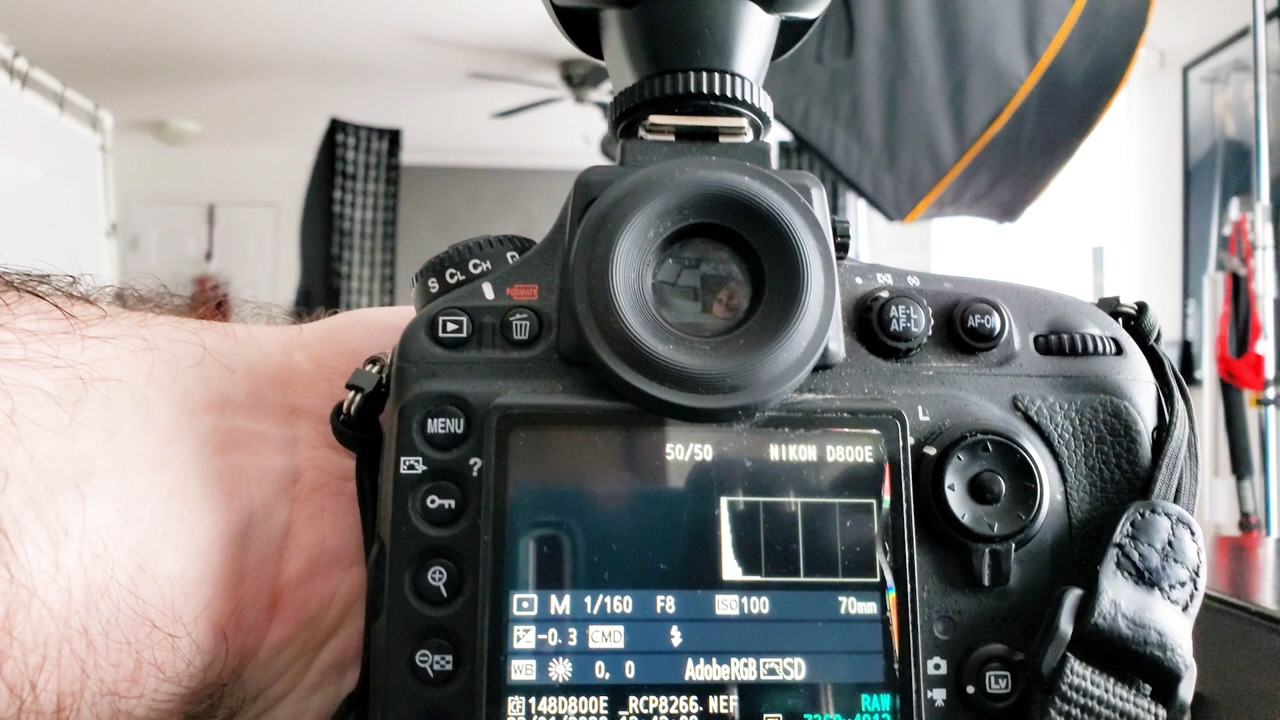 S CL CH
FORMAT
AE-L
AF-L
AF-ON
MENU
?
L
50/50 NIKON D800E
M 1/160 F8 ISO 100 70mm
-0.3 CMD
WB 0, 0 AdobeRGB SD
148D800E _RCP8266.NEF RAW
7360x4912
Lv